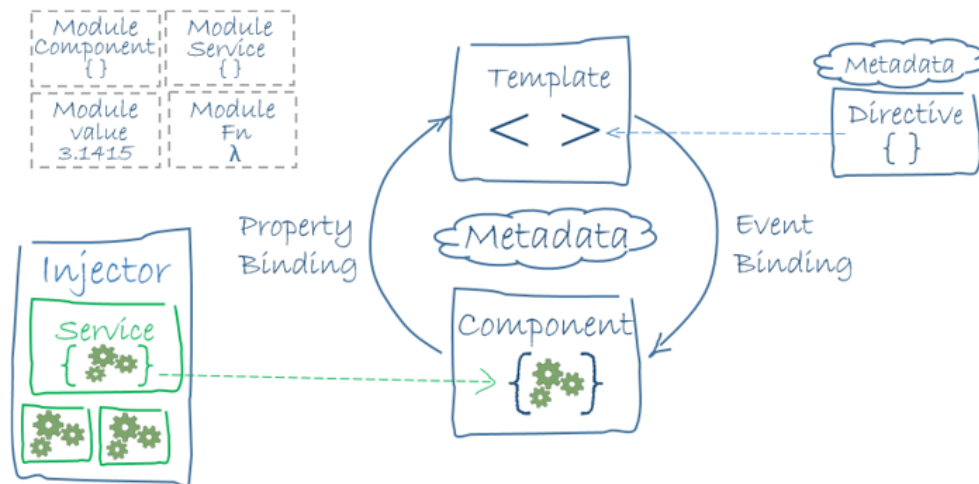 Module
Component
{ }
Module
Service
{ }
Module
value
3.1415
Module
Fn
λ
Template
< >
Metadata
Directive
{ }
Property
Binding
Metadata
Event
Binding
Injector
Service
{ }
Component
{ }